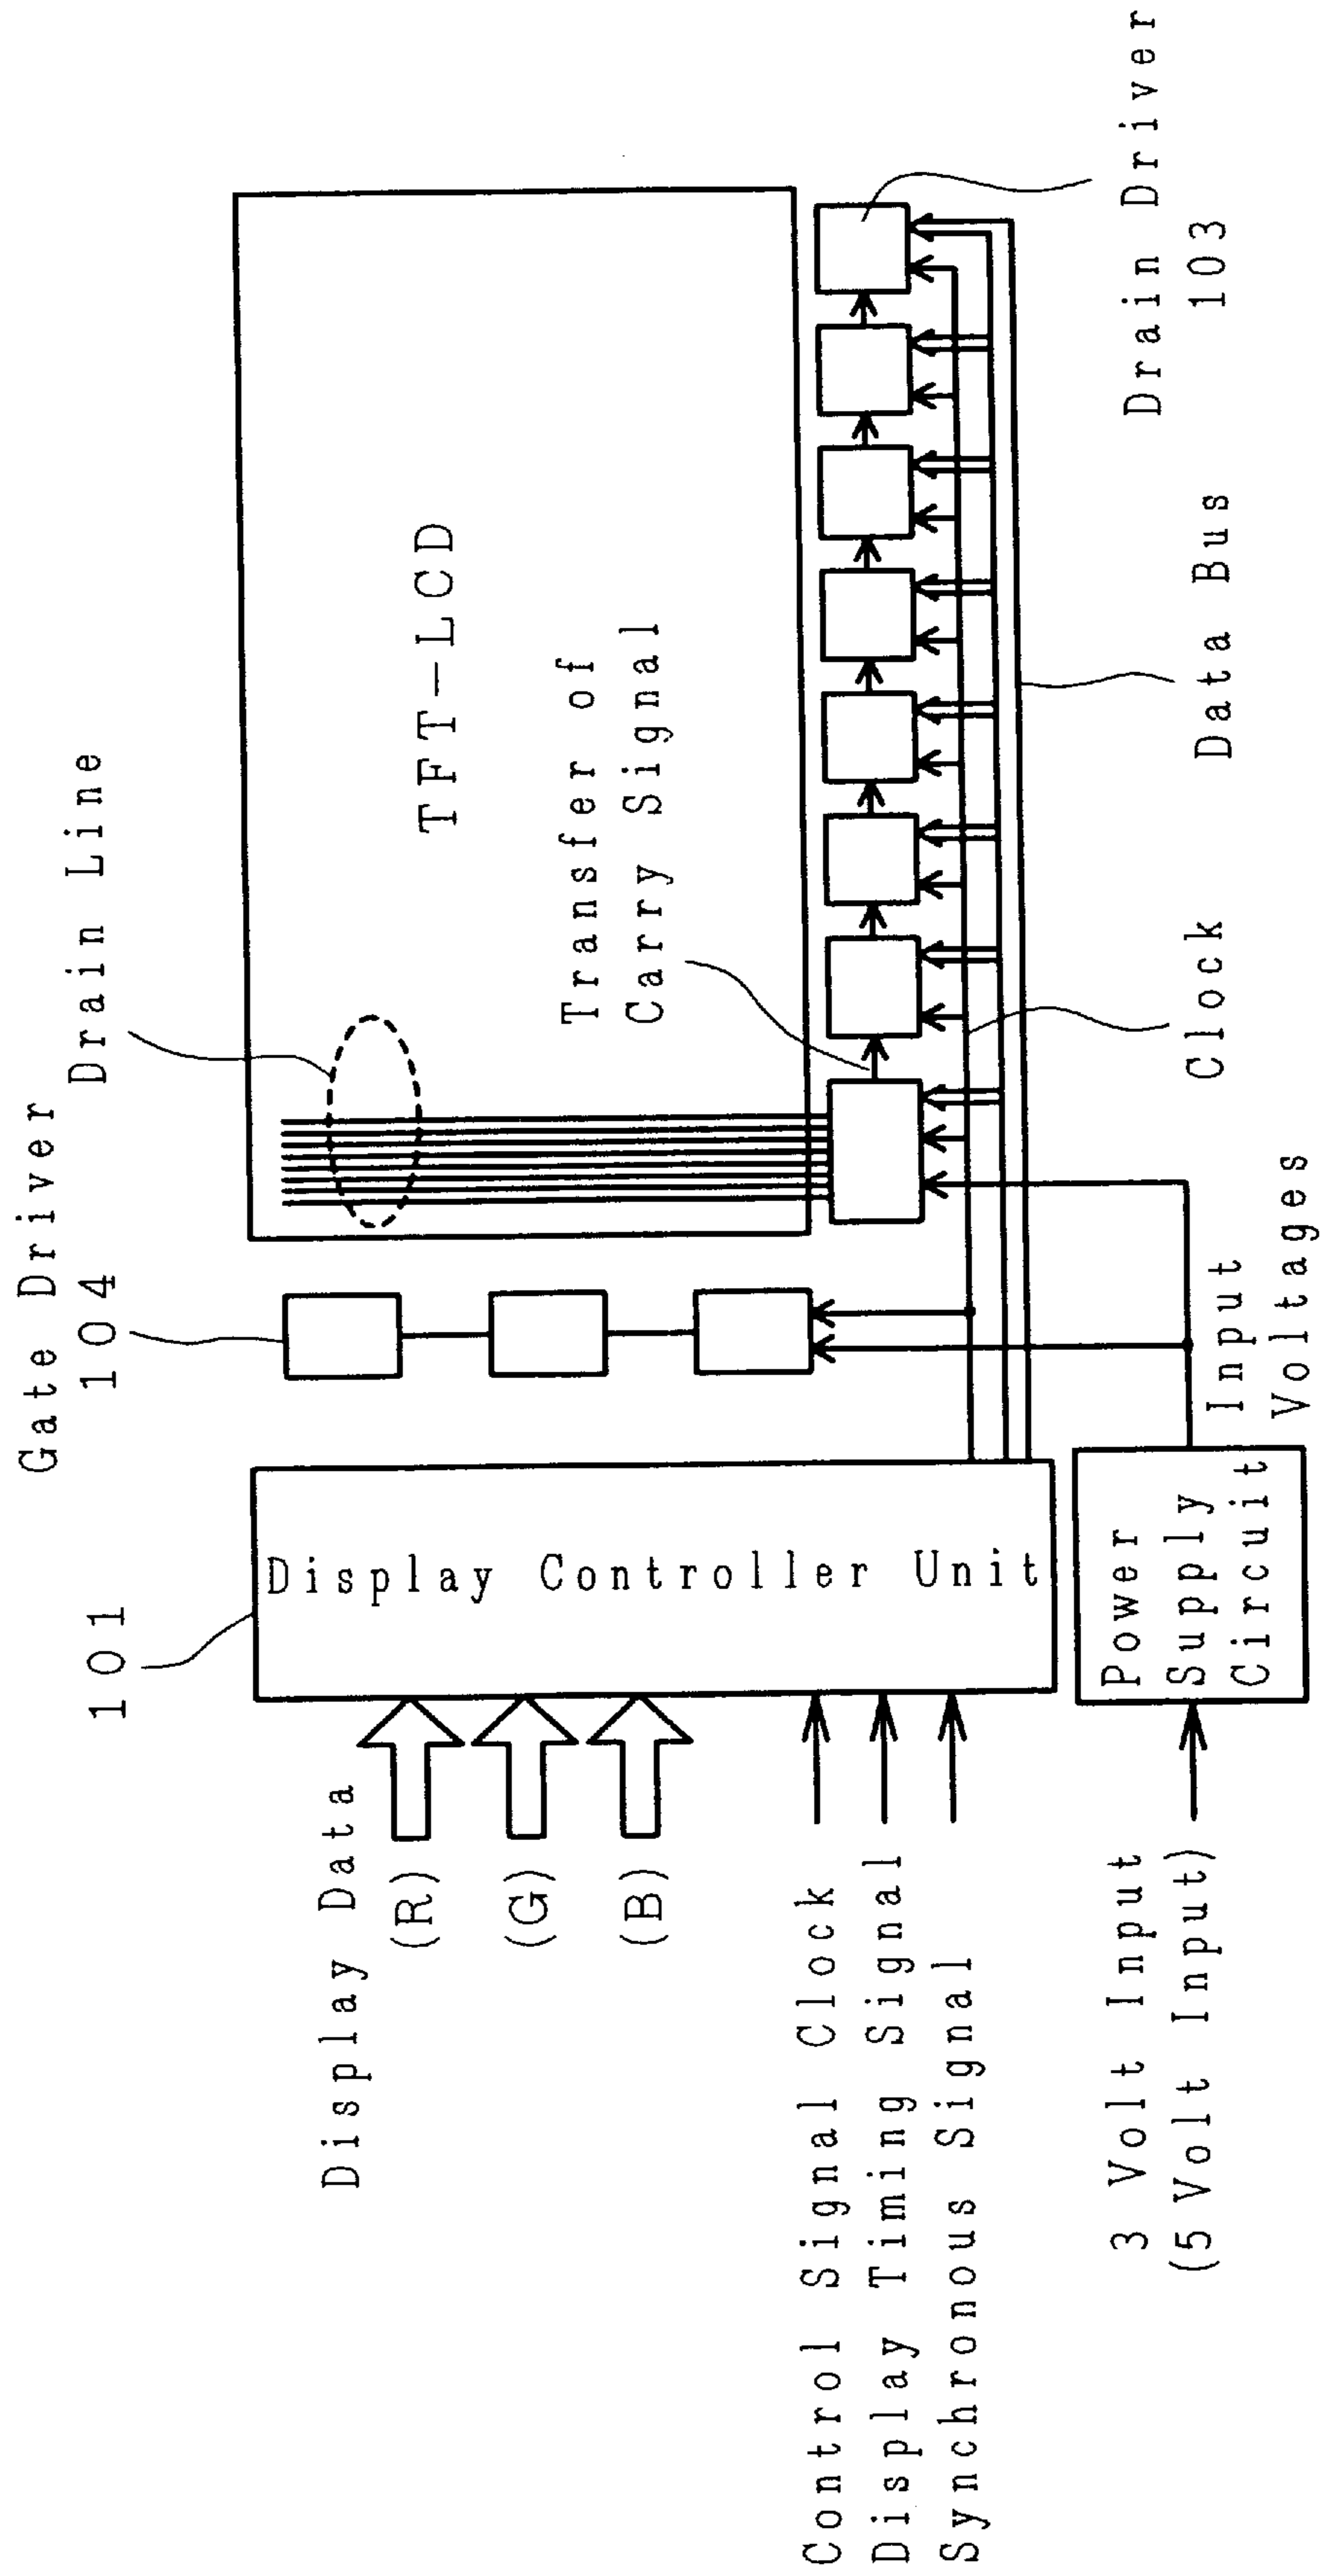 Gate Driver
104
Drain Line
101
Display Data
(R)
(G)
(B)
Display Controller Unit
TFT-LCD
Transfer of
Carry Signal
Control Signal Clock
Display Timing Signal
Synchronous Signal
3 Volt Input
(5 Volt Input)
Power
Supply
Circuit
Input
Voltages
Clock
Data Bus
Drain Driver
103